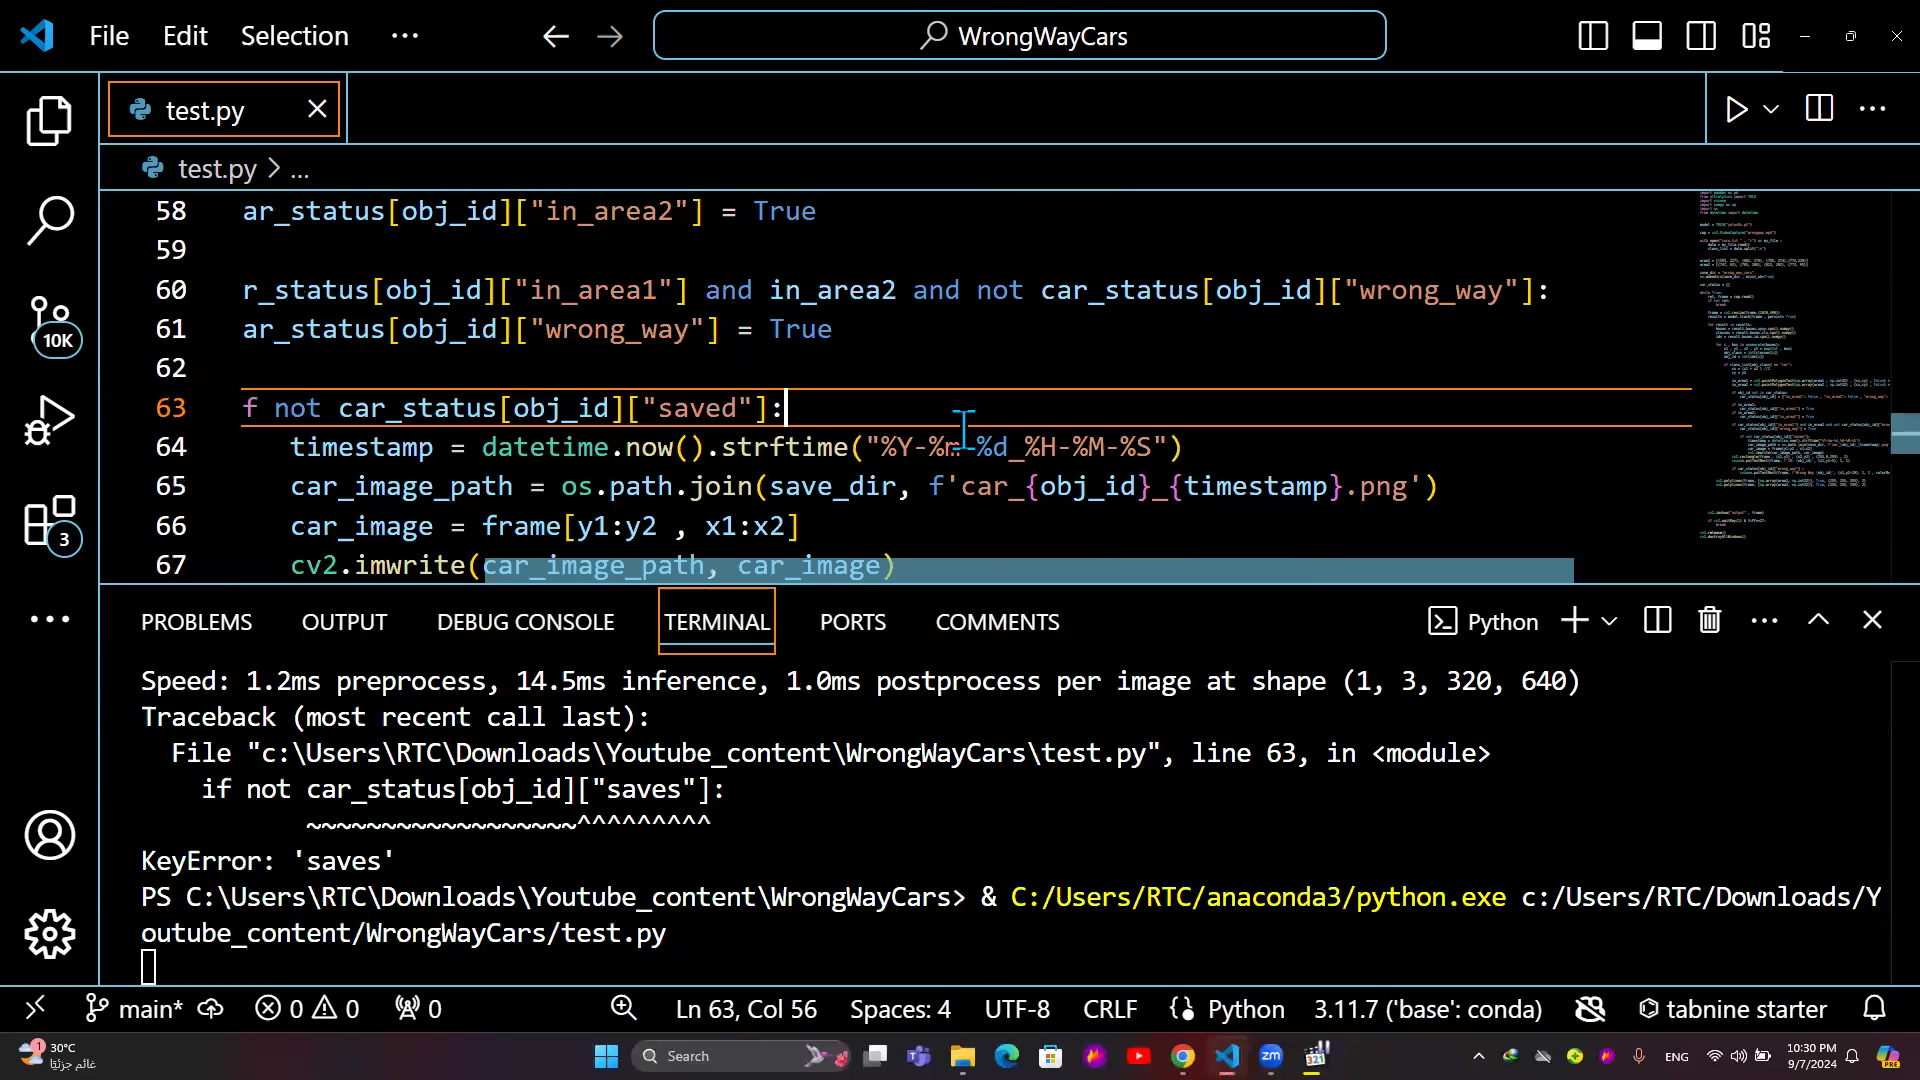 File Edit Selection ··· WrongWayCars
test.py
test.py > ...
58 ar_status[obj_id]["in_area2"] = True
59
60 r_status[obj_id]["in_area1"] and in_area2 and not car_status[obj_id]["wrong_way"]:
61 ar_status[obj_id]["wrong_way"] = True
62
63 f not car_status[obj_id]["saved"]:
64 timestamp = datetime.now().strftime("%Y-%m-%d_%H-%M-%S")
65 car_image_path = os.path.join(save_dir, f'car_{obj_id}_{timestamp}.png')
66 car_image = frame[y1:y2 , x1:x2]
67 cv2.imwrite(car_image_path, car_image)
10K
3
PROBLEMS OUTPUT DEBUG CONSOLE TERMINAL PORTS COMMENTS Python
Speed: 1.2ms preprocess, 14.5ms inference, 1.0ms postprocess per image at shape (1, 3, 320, 640)
Traceback (most recent call last):
File "c:\Users\RTC\Downloads\Youtube_content\WrongWayCars\test.py", line 63, in <module>
if not car_status[obj_id]["saves"]:
~~~~~~~~~~~~~~~~~~^^^^^^^^^
KeyError: 'saves'
PS C:\Users\RTC\Downloads\Youtube_content\WrongWayCars> & C:/Users/RTC/anaconda3/python.exe c:/Users/RTC/Downloads/Y
outube_content/WrongWayCars/test.py
main* 0 0 0 Ln 63, Col 56 Spaces: 4 UTF-8 CRLF Python 3.11.7 ('base': conda) tabnine starter
1 30°C
غائم جزئيًا
Search
zm
321
ENG
10:30 PM
9/7/2024
PRE